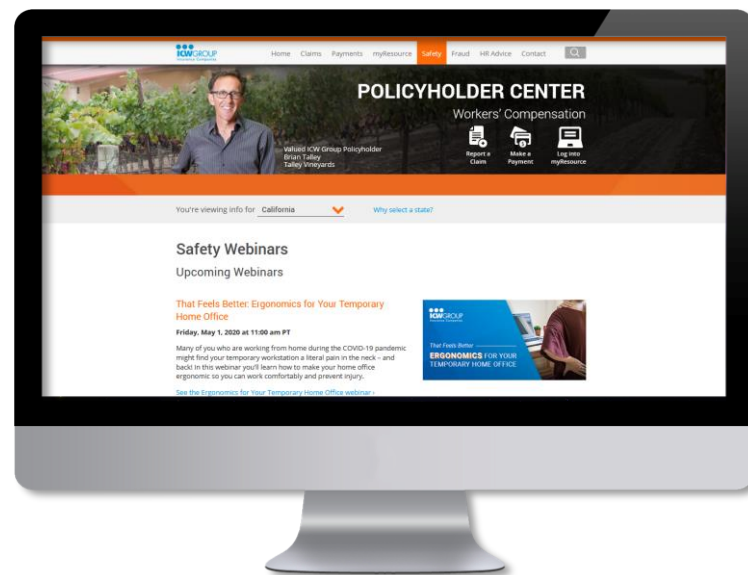 ICWGROUP
Insurance Companies
Home Claims Payments myResource Safety Fraud HR Advice Contact
POLICYHOLDER CENTER
Workers' Compensation
Valued ICW Group Policyholder
Brian Talley
Talley Vineyards
Report a
Claim
Make a
Payment
Log into
myResource
You're viewing info for California
Why select a state?
Safety Webinars
Upcoming Webinars
That Feels Better: Ergonomics for Your Temporary
Home Office
Friday, May 1, 2020 at 11:00 am PT
Many of you who are working from home during the COVID-19 pandemic
might find your temporary workstation a literal pain in the neck – and
back! In this webinar you'll learn how to make your home office
ergonomic so you can work comfortably and prevent injury.
See the Ergonomics for Your Temporary Home Office webinar ›
ICWGROUP
Insurance Companies
That Feels Better
ERGONOMICS FOR YOUR
TEMPORARY HOME OFFICE